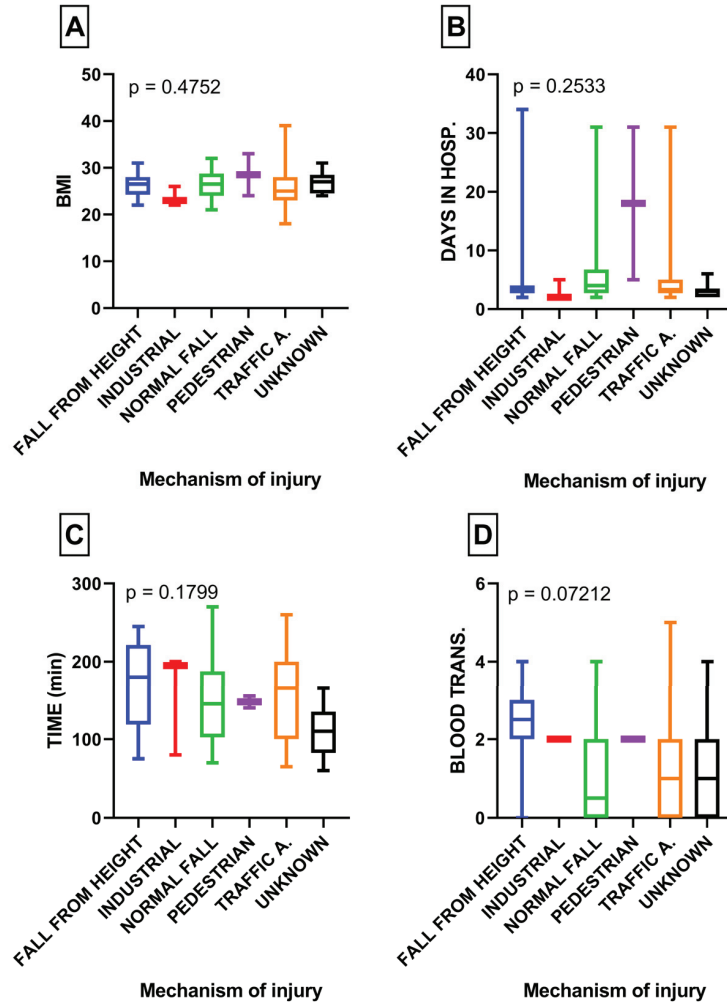 A
p = 0.4752
BMI
50
40
30
20
10
0
FALL FROM HEIGHT
INDUSTRIAL
NORMAL FALL
PEDESTRIAN
TRAFFIC A.
UNKNOWN
Mechanism of injury
B
p = 0.2533
DAYS IN HOSP.
40
30
20
10
0
FALL FROM HEIGHT
INDUSTRIAL
NORMAL FALL
PEDESTRIAN
TRAFFIC A.
UNKNOWN
Mechanism of injury
C
p = 0.1799
TIME (min)
300
200
100
0
FALL FROM HEIGHT
INDUSTRIAL
NORMAL FALL
PEDESTRIAN
TRAFFIC A.
UNKNOWN
Mechanism of injury
D
p = 0.07212
BLOOD TRANS.
6
4
2
0
FALL FROM HEIGHT
INDUSTRIAL
NORMAL FALL
PEDESTRIAN
TRAFFIC A.
UNKNOWN
Mechanism of injury